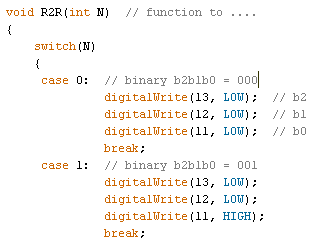 void R2R(int N)  // function to ....
{
    switch(N)
    {
     case 0:  // binary b2b1b0 = 000
              digitalWrite(13, LOW);  // b2
              digitalWrite(12, LOW);  // b1
              digitalWrite(11, LOW);  // b0
              break;
     case 1:  // binary b2b1b0 = 001
              digitalWrite(13, LOW);
              digitalWrite(12, LOW);
              digitalWrite(11, HIGH);
              break;